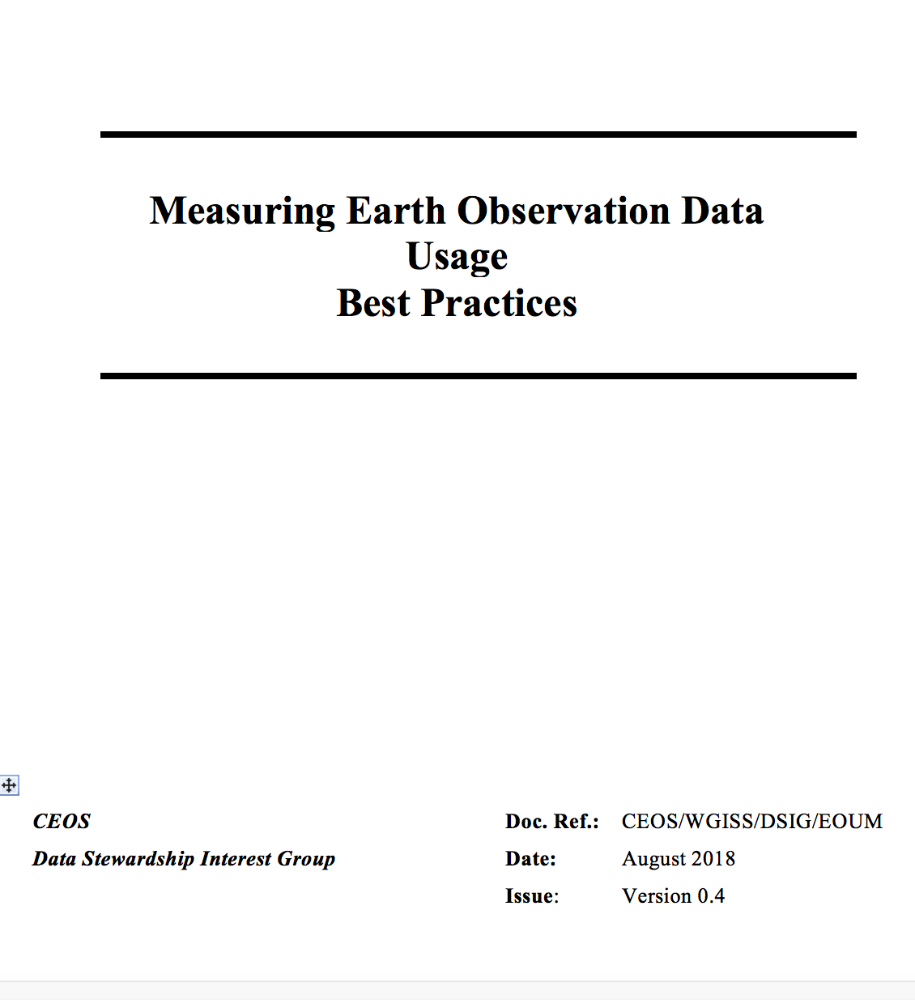 Measuring Earth Observation Data
Usage
Best Practices
CEOS
Doc. Ref.: CEOS/WGISS/DSIG/EOUM
Data Stewardship Interest Group
Date: August 2018
Issue: Version 0.4